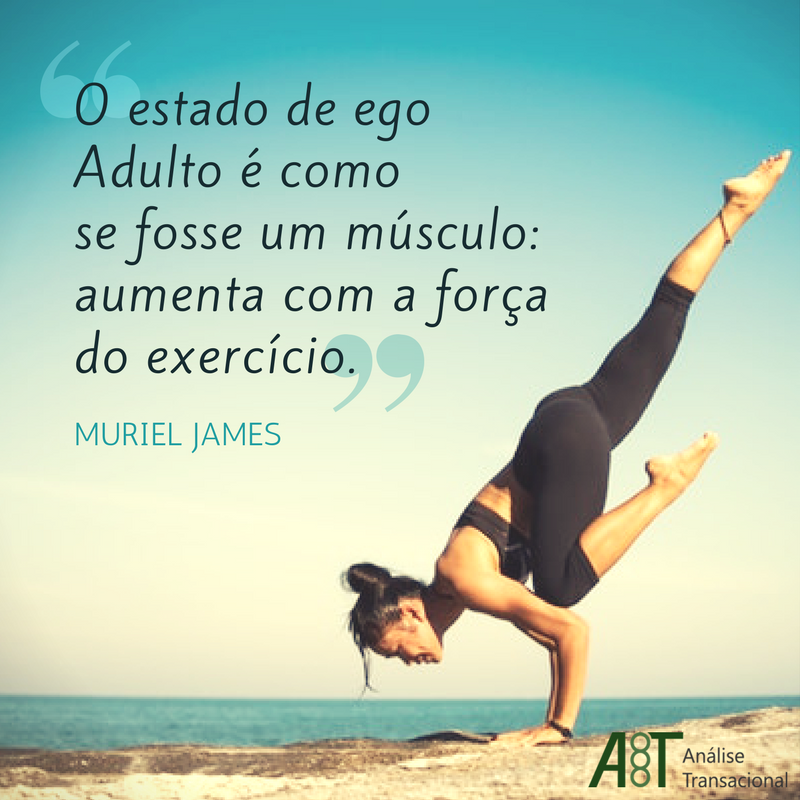 O estado de ego
Adulto é como
se fosse um músculo:
aumenta com a força
do exercício.
MURIEL JAMES
A8T Análise
Transacional